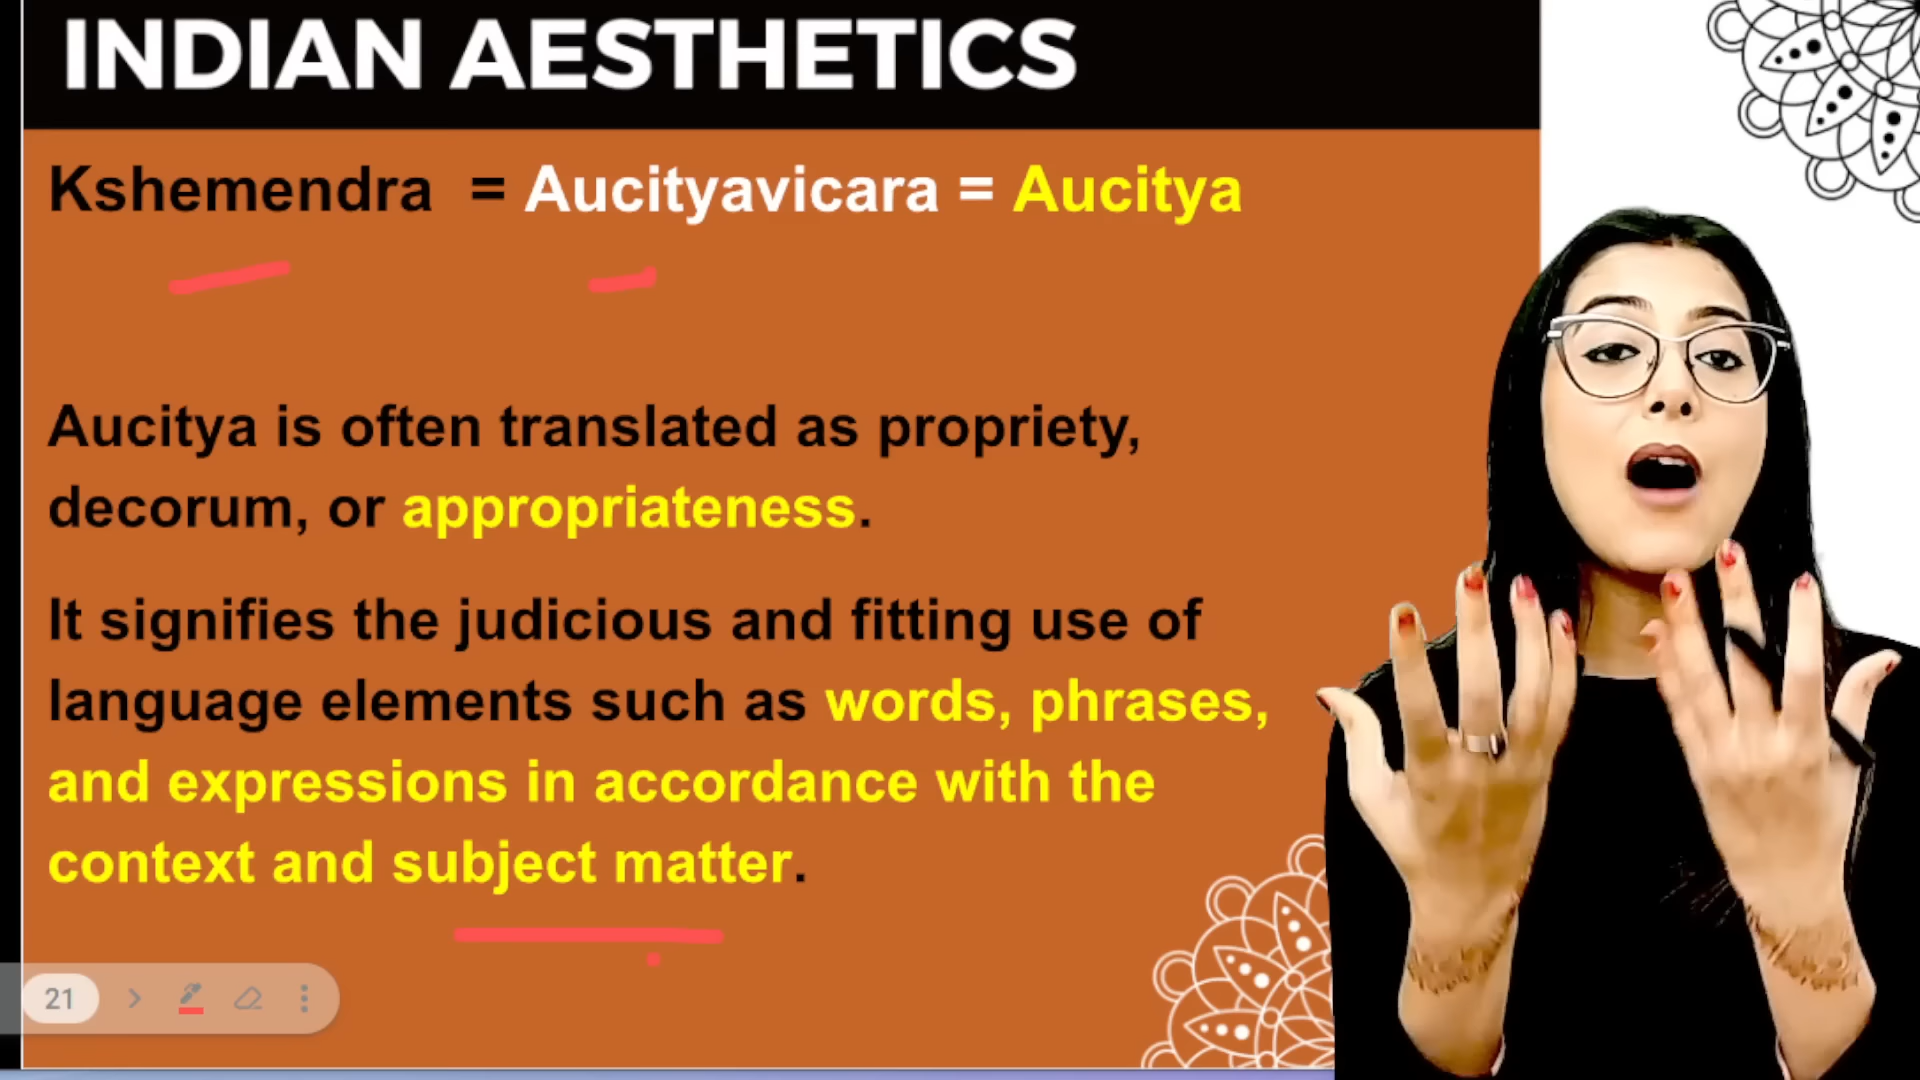 INDIAN AESTHETICS
Kshemendra = Aucityavicara = Aucitya
Aucitya is often translated as propriety,
decorum, or appropriateness.
It signifies the judicious and fitting use of
language elements such as words, phrases,
and expressions in accordance with the
context and subject matter.
21